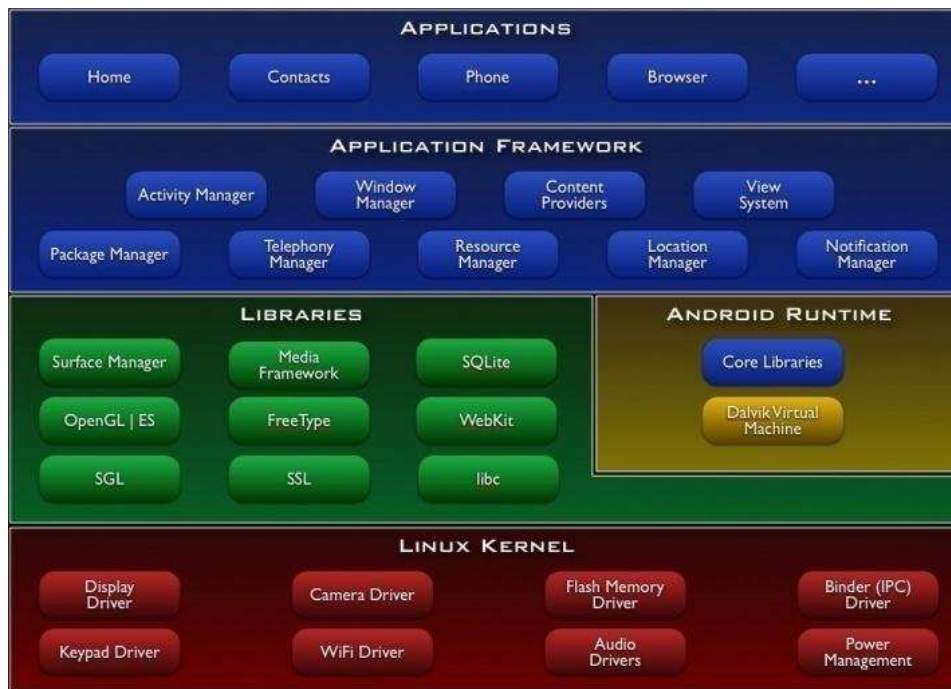 APPLICATIONS
Home
Contacts
Phone
Browser
...
APPLICATION FRAMEWORK
Activity Manager
Window
Manager
Content
Providers
View
System
Package Manager
Telephony
Manager
Resource
Manager
Location
Manager
Notification
Manager
LIBRARIES
Surface Manager
Media
Framework
SQLite
OpenGL | ES
FreeType
WebKit
SGL
SSL
libc
ANDROID RUNTIME
Core Libraries
Dalvik Virtual
Machine
LINUX KERNEL
Display
Driver
Camera Driver
Flash Memory
Driver
Binder (IPC)
Driver
Keypad Driver
WiFi Driver
Audio
Drivers
Power
Management